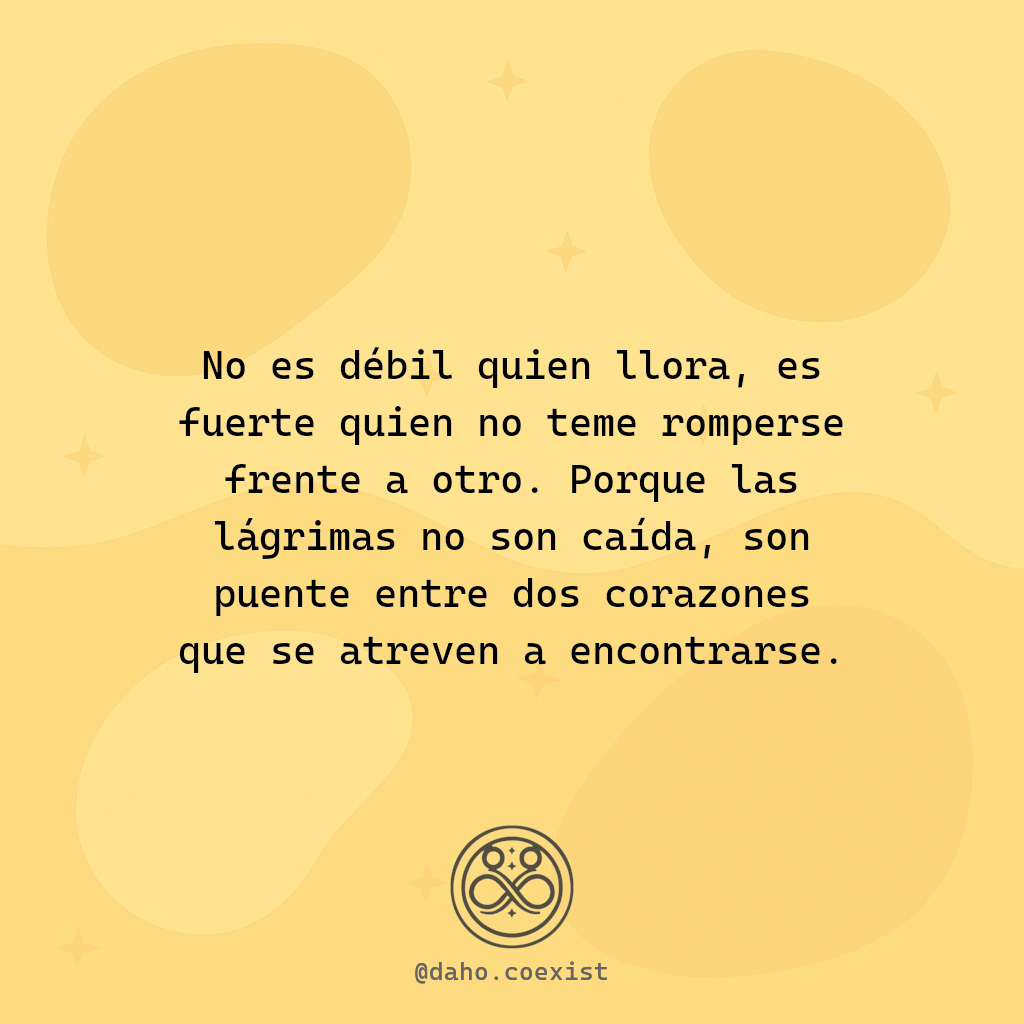 No es débil quien llora, es
fuerte quien no teme romperse
frente a otro. Porque las
lágrimas no son caída, son
puente entre dos corazones
que se atreven a encontrarse.
@daho.coexist